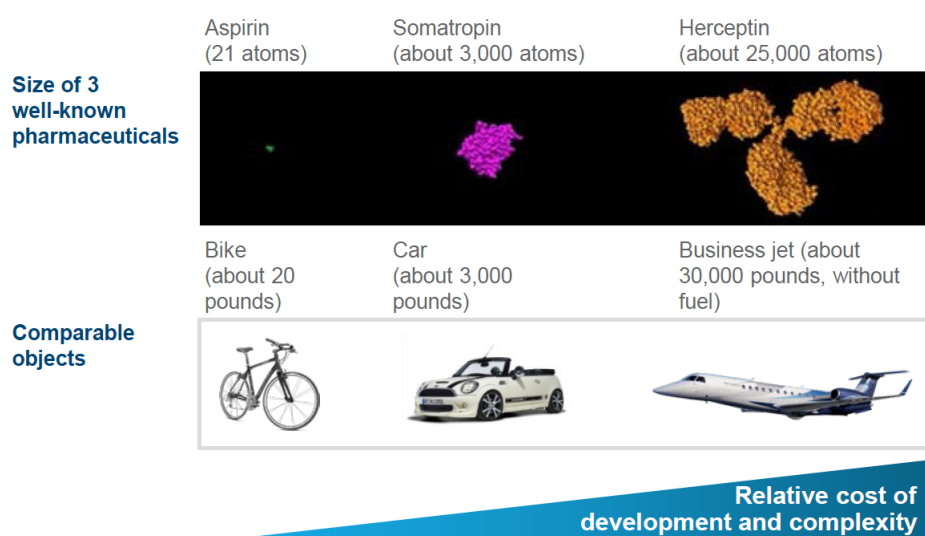 Aspirin
(21 atoms)
Somatropin
(about 3,000 atoms)
Herceptin
(about 25,000 atoms)
Size of 3
well-known
pharmaceuticals
Bike
(about 20
pounds)
Car
(about 3,000
pounds)
Business jet (about
30,000 pounds, without
fuel)
Comparable
objects
Relative cost of
development and complexity